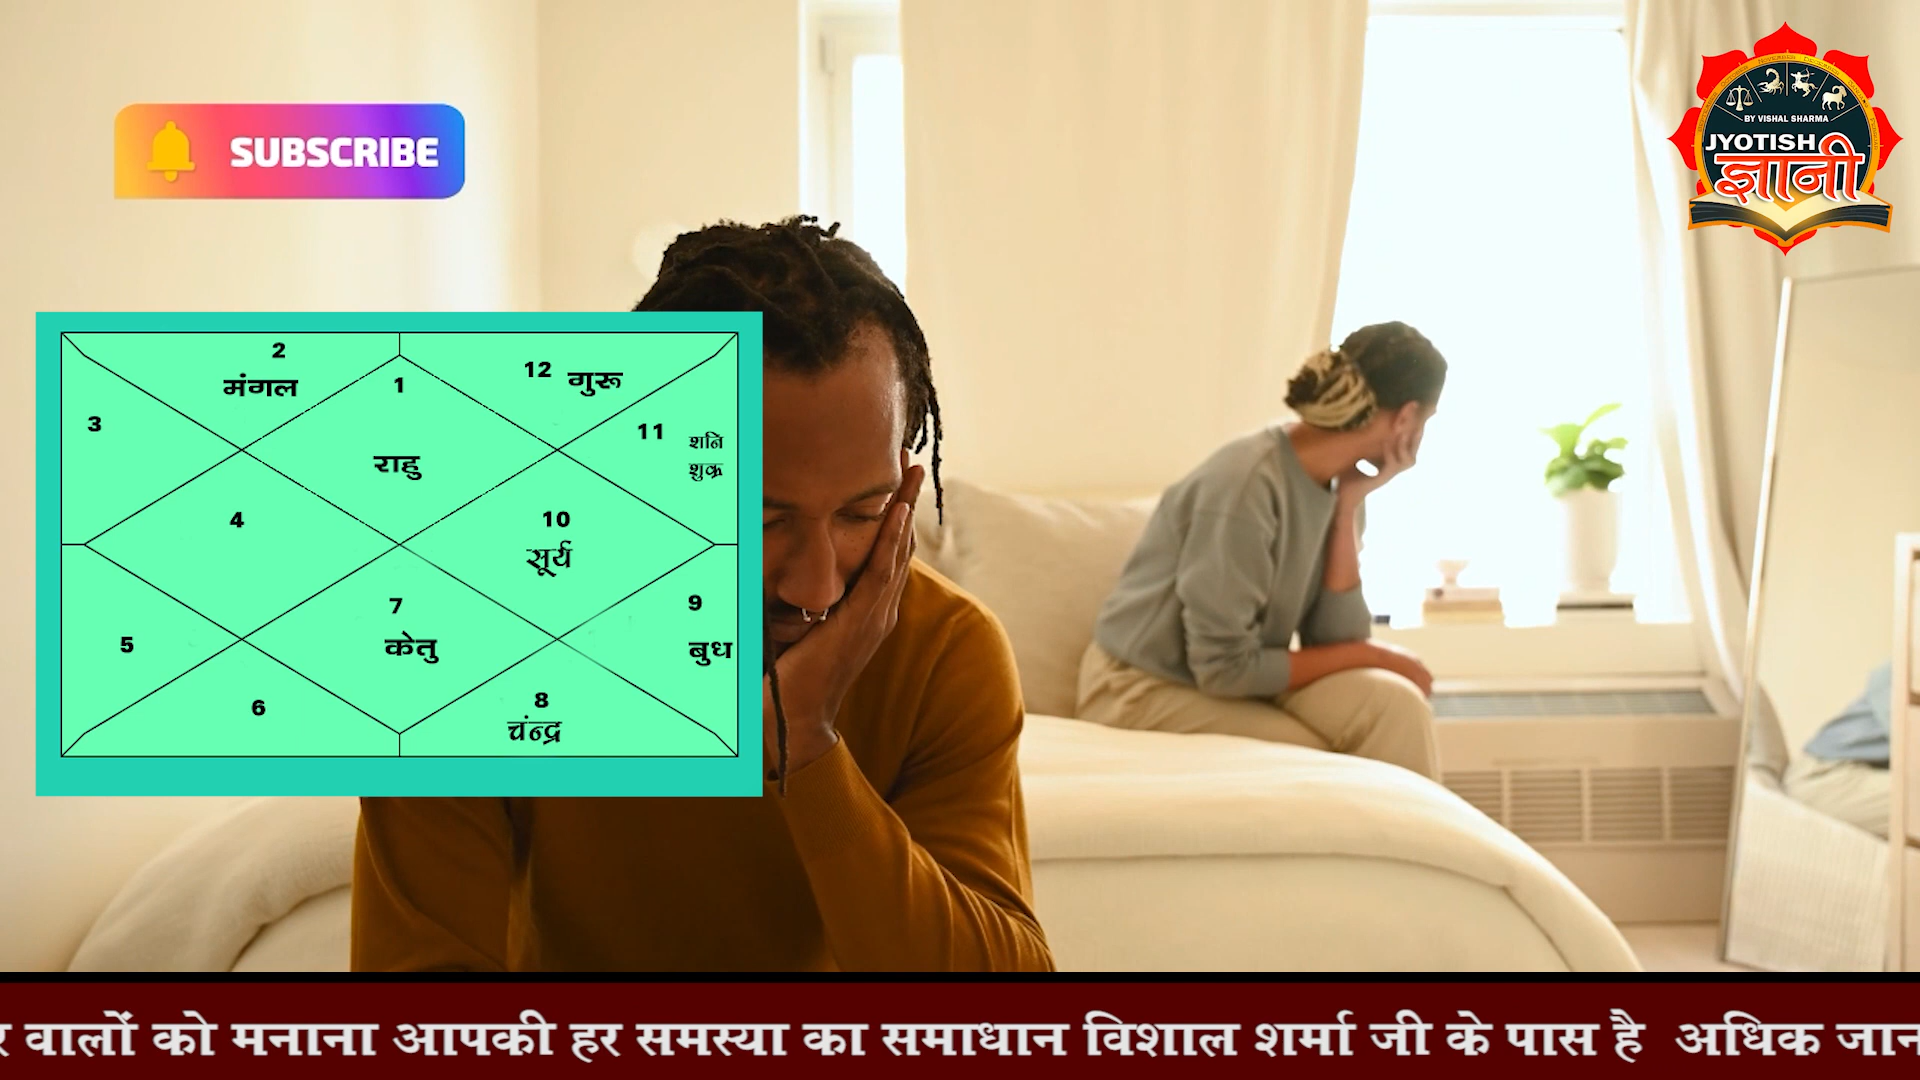 SUBSCRIBE
BY VISHAL SHARMA
JYOTISH
ज्ञानी
2
मंगल
1
12 गुरू
3
11 शनि
शुक्र
राहु
4
10
सूर्य
7
केतु
9
बुध
5
6
8
चंन्द्र
वालों को मनाना आपकी हर समस्या का समाधान विशाल शर्मा जी के पास है अधिक जान